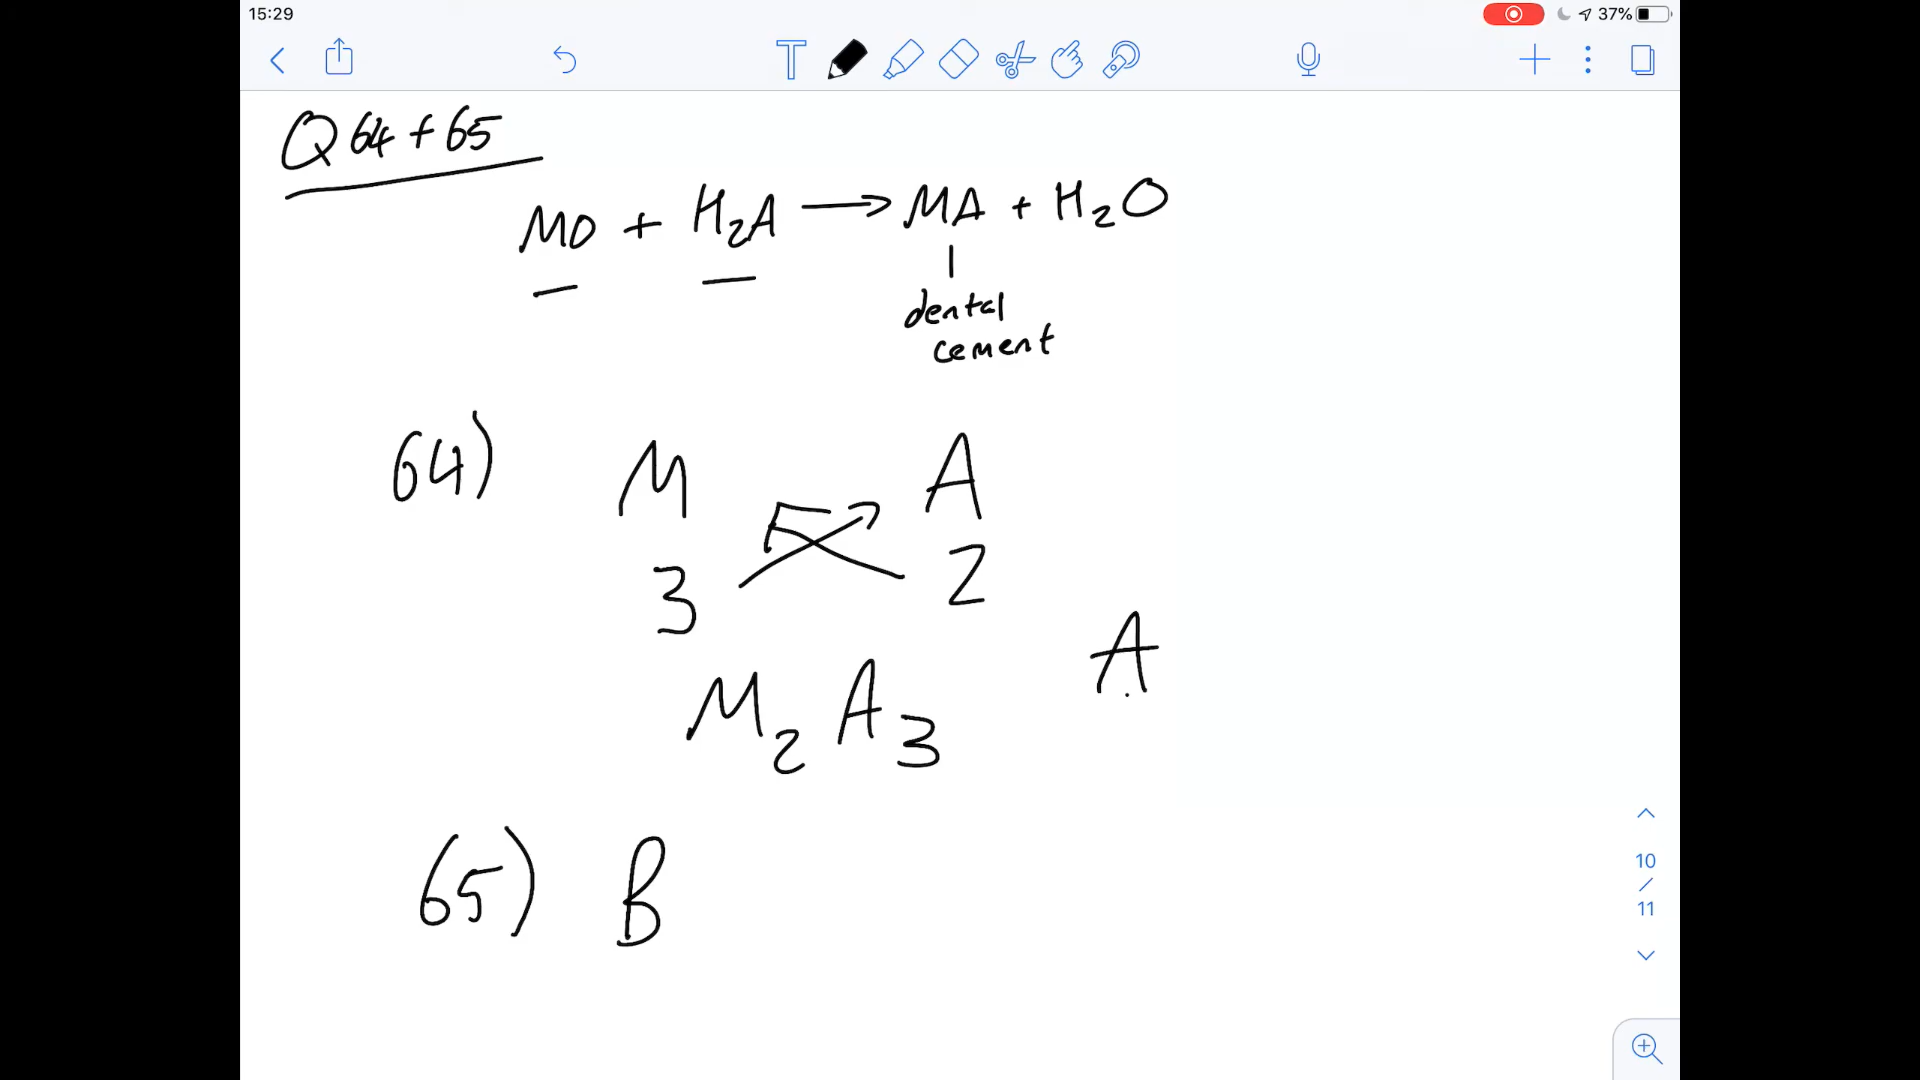 15:29
37%
T
Q 64 + 65
MO + H₂A → MA + H₂O
dental
cement
64) M A
3 2
A
M₂ A₃
65) B
10
/
11